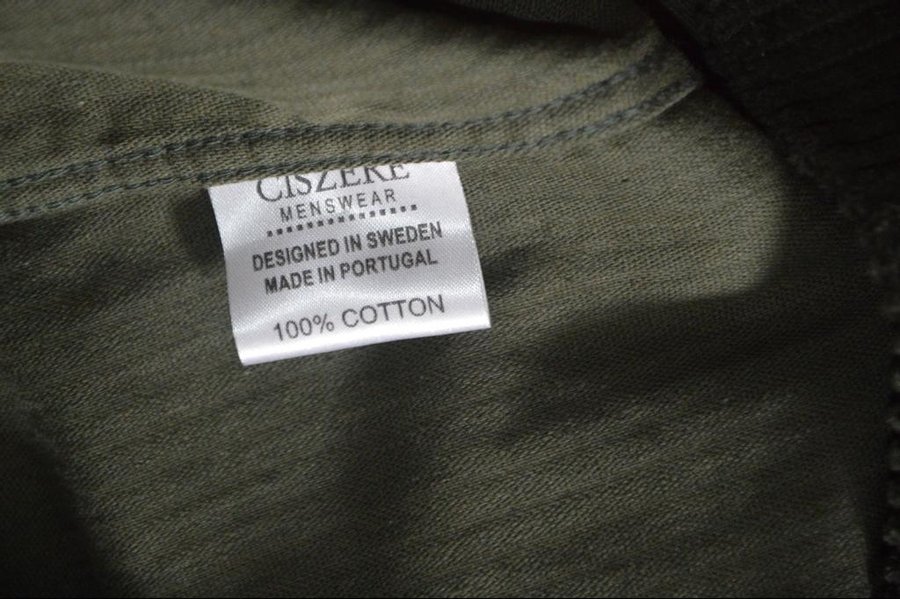 CISZERE
MENSWEAR
DESIGNED IN SWEDEN
MADE IN PORTUGAL
100% COTTON